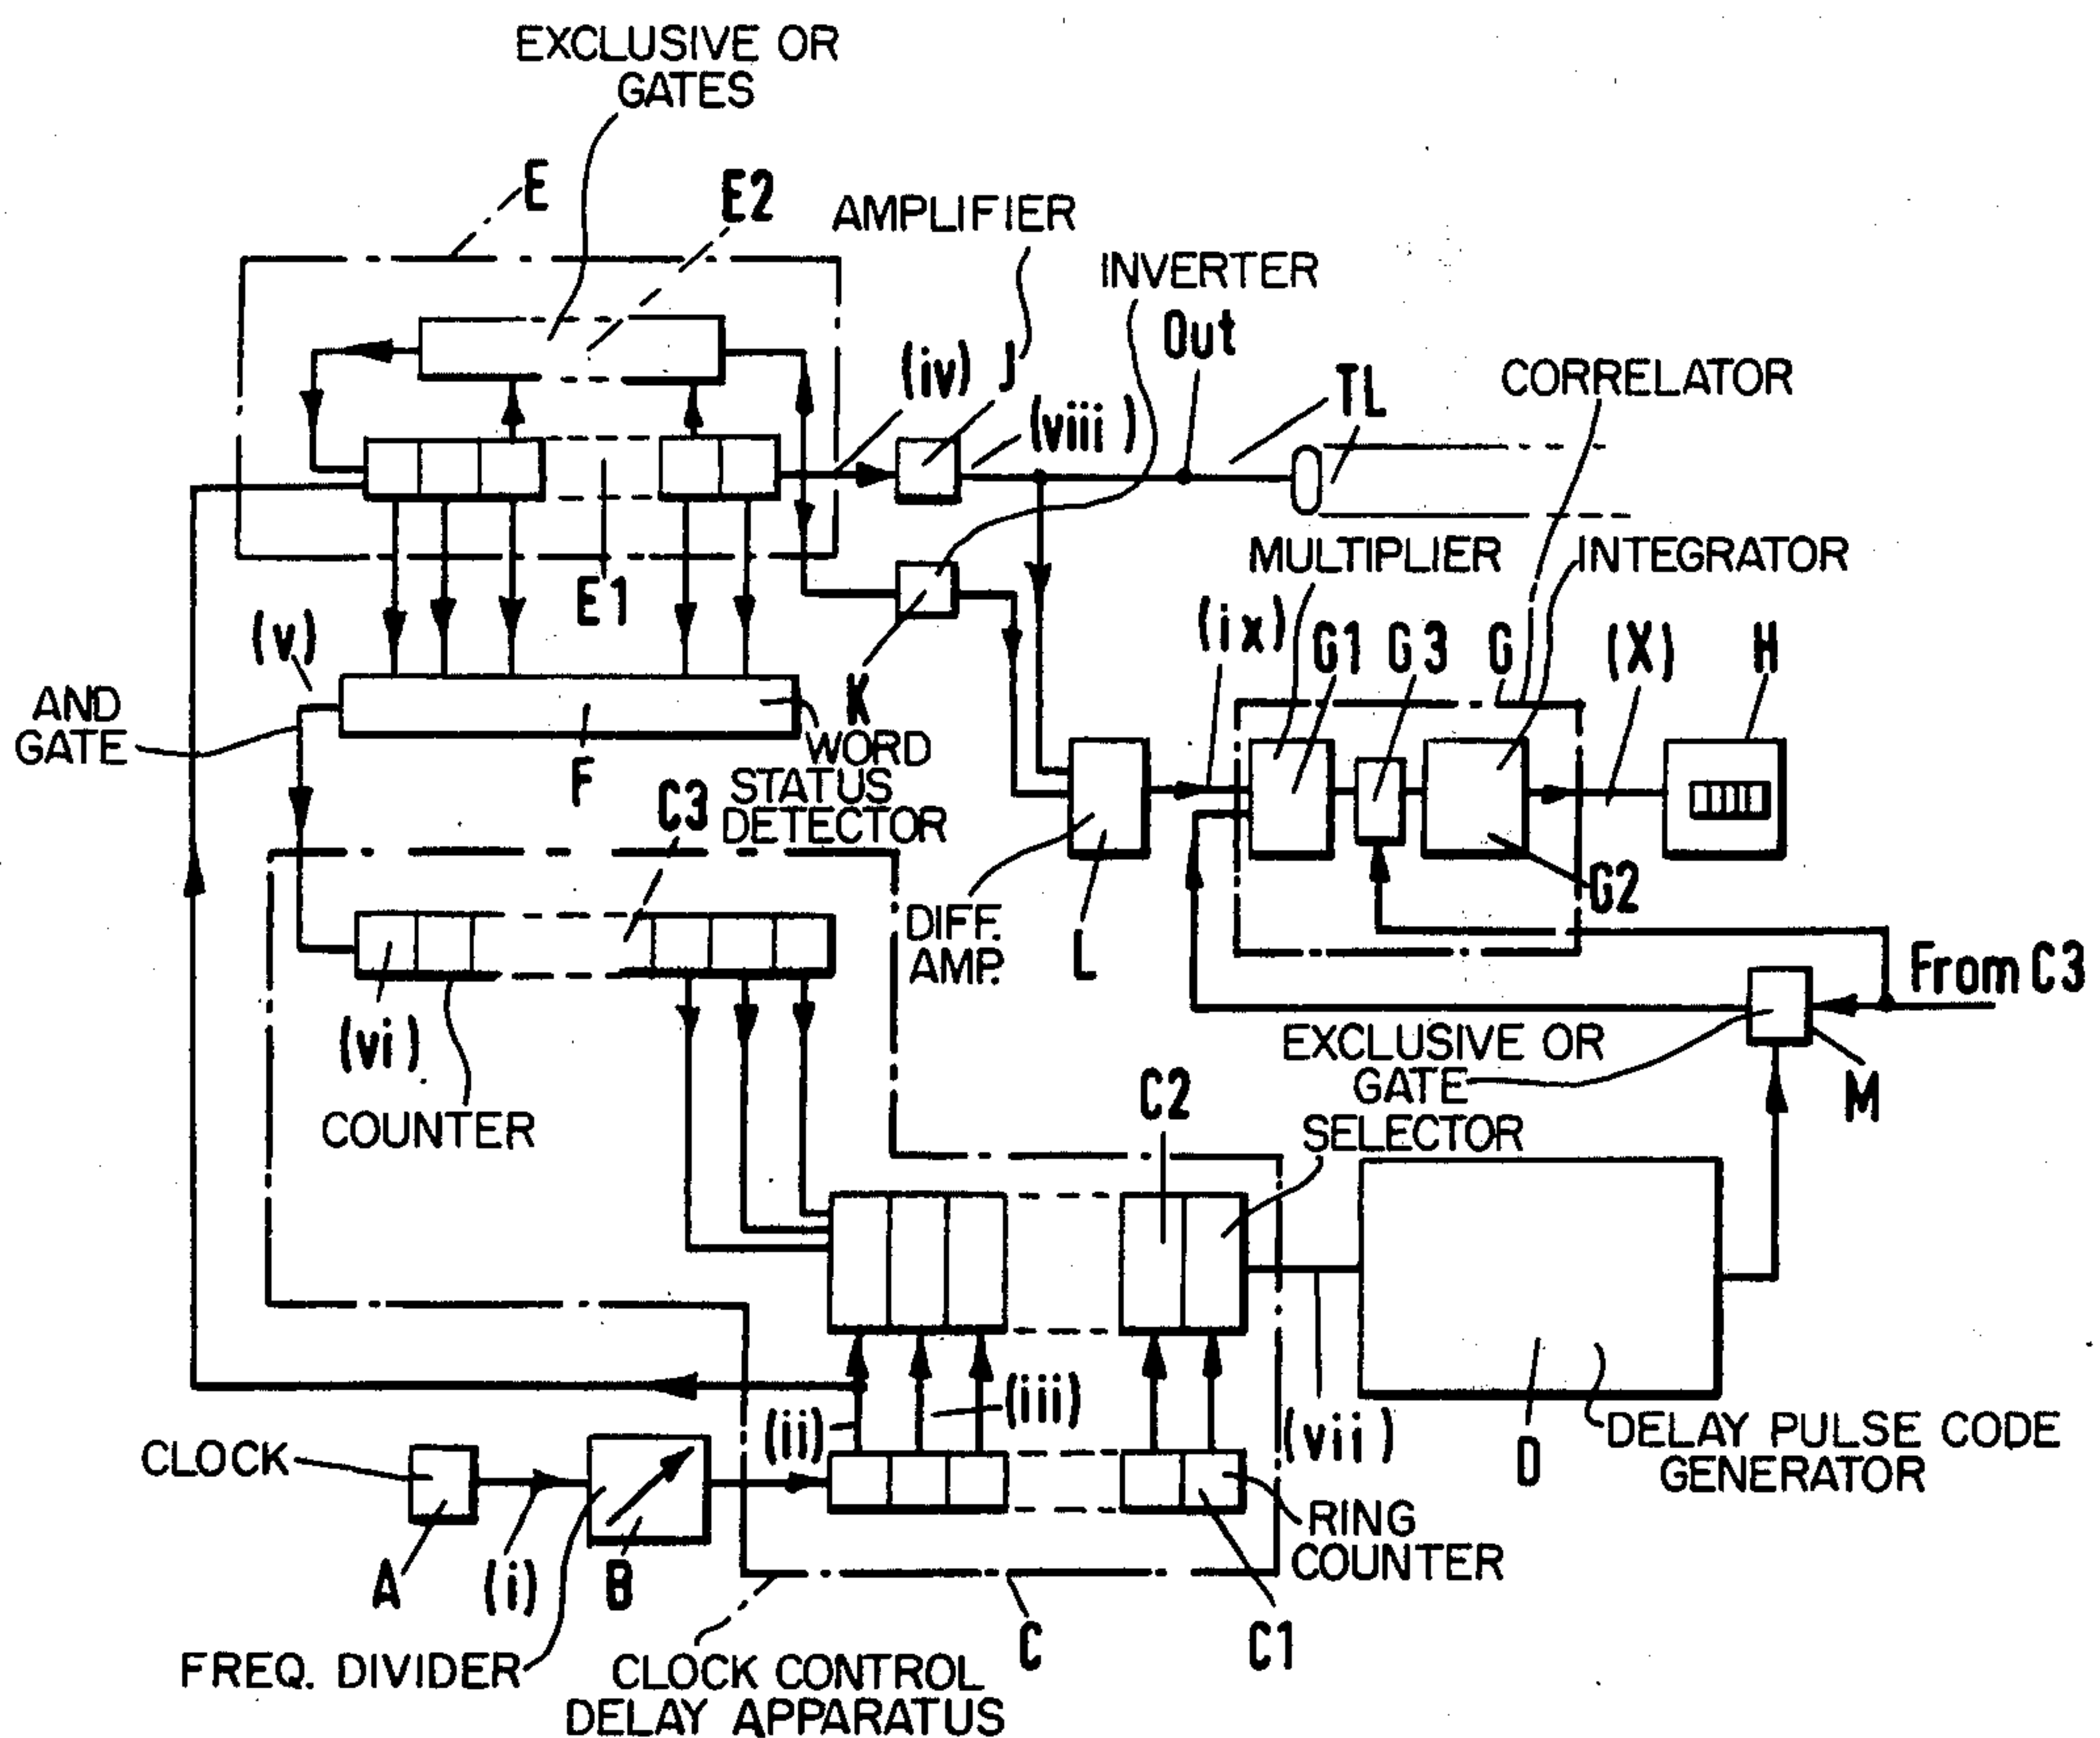 EXCLUSIVE OR
GATES
E
E2
AMPLIFIER
INVERTER
Out
(iv)
J
(viii)
TL
CORRELATOR
MULTIPLIER
INTEGRATOR
E1
(v)
(ix)
G1
G3
G
(X)
H
AND
GATE
K
WORD
STATUS
DETECTOR
F
C3
G2
DIFF.
AMP.
L
From C3
(vi)
EXCLUSIVE OR
GATE
M
C2
COUNTER
SELECTOR
(ii)
(iii)
(vii)
CLOCK
D
DELAY PULSE CODE
GENERATOR
RING
COUNTER
A
(i)
B
C
C1
FREQ. DIVIDER
CLOCK CONTROL
DELAY APPARATUS